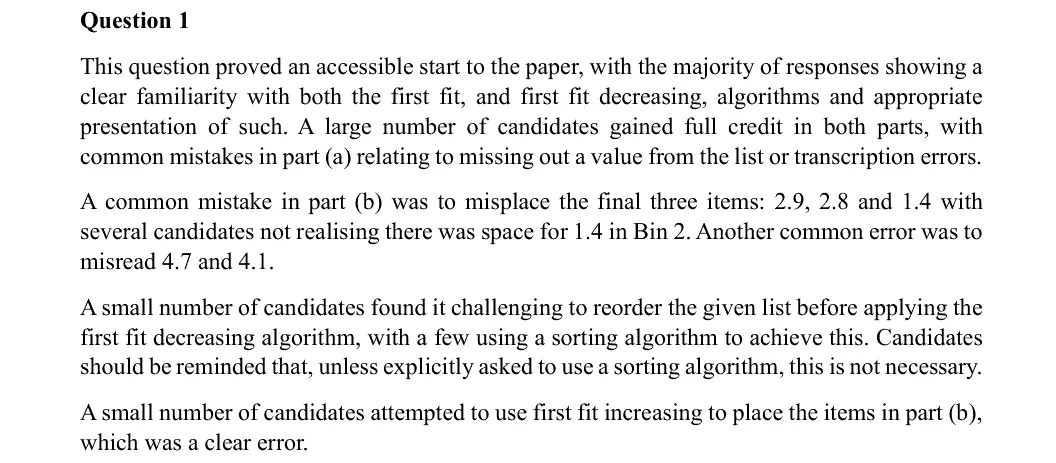 Question 1
This question proved an accessible start to the paper, with the majority of responses showing a
clear familiarity with both the first fit, and first fit decreasing, algorithms and appropriate
presentation of such. A large number of candidates gained full credit in both parts, with
common mistakes in part (a) relating to missing out a value from the list or transcription errors.
A common mistake in part (b) was to misplace the final three items: 2.9, 2.8 and 1.4 with
several candidates not realising there was space for 1.4 in Bin 2. Another common error was to
misread 4.7 and 4.1.
A small number of candidates found it challenging to reorder the given list before applying the
first fit decreasing algorithm, with a few using a sorting algorithm to achieve this. Candidates
should be reminded that, unless explicitly asked to use a sorting algorithm, this is not necessary.
A small number of candidates attempted to use first fit increasing to place the items in part (b),
which was a clear error.